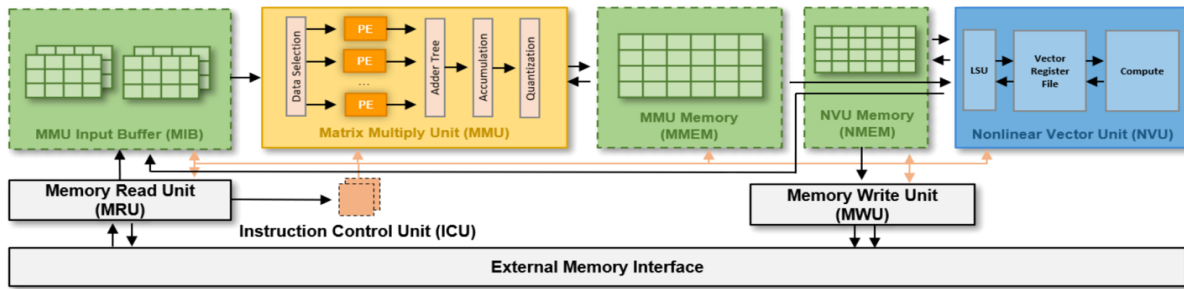 Data Selection
PE
PE
...
PE
Adder Tree
Accumulation
Quantization
LSU
Vector
Register
File
Compute
MMU Input Buffer (MIB)
Matrix Multiply Unit (MMU)
MMU Memory
(MMEM)
NVU Memory
(NMEM)
Nonlinear Vector Unit (NVU)
Memory Read Unit
(MRU)
Instruction Control Unit (ICU)
Memory Write Unit
(MWU)
External Memory Interface